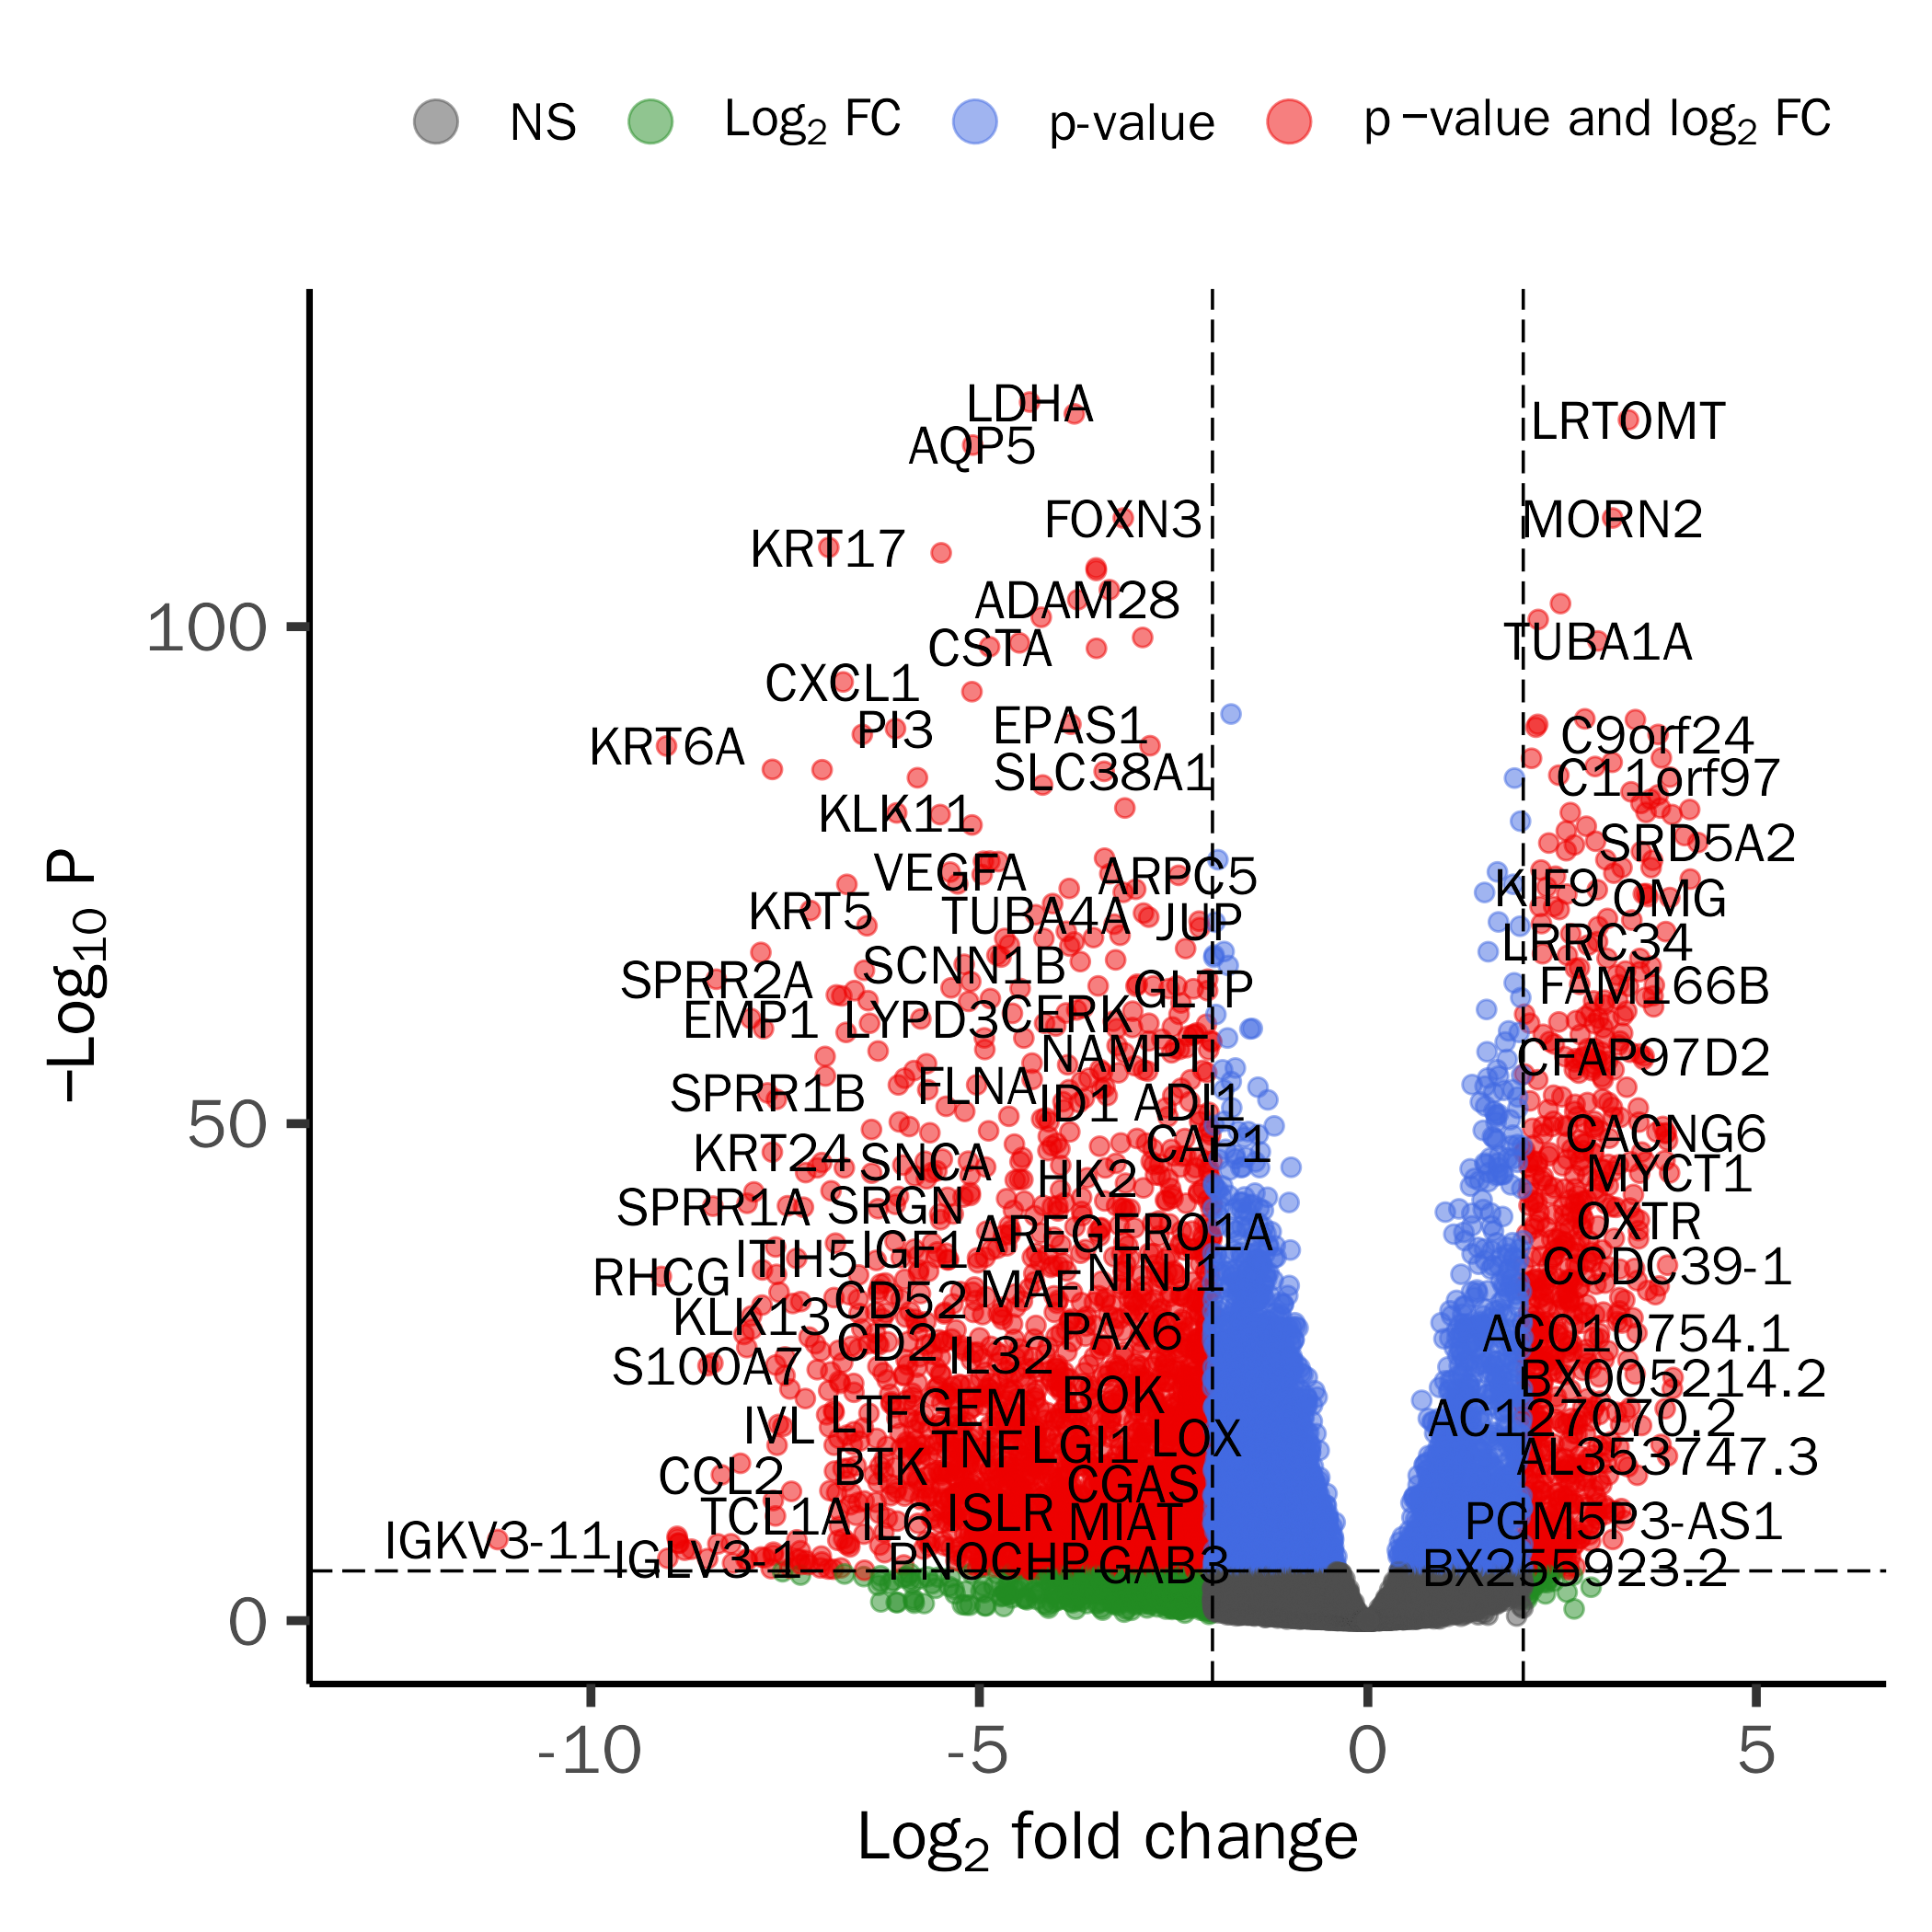 NS Log2 FC p-value p −value and log2 FC
−Log10 P
100
50
0
LDHA
LRTOMT
AQP5
FOXN3
MORN2
KRT17
ADAM28
TUBA1A
CSTA
CXCL1
EPAS1
PI3
C9orf24
KRT6A
SLC38A1
C11orf97
KLK11
SRD5A2
VEGFA
ARPC5
KIF9
OMG
KRT5
TUBA4A
JUP
LRRC34
SCNN1B
SPRR2A
GLTP
FAM166B
EMP1
LYPD3
CERK
NAMPT
CFAP97D2
SPRR1B
FLNA
ID1
ADJ1
CACNG6
CAP1
KRT24
SNCA
HK2
MYCT1
SPRR1A
SRGN
OXTR
AREG
ERO1A
ITIH5
IGF1
CCDC39-1
RHCG
NINJ1
MAF
CD52
KLK13
PAX6
AC010754.1
CD2
IL32
S100A7
BX005214.2
BOK
LTF
GEM
AC127070.2
IVL
TNF
LGI1
LOX
AL353747.3
BTK
CCL2
CGAS
ISLR
TCL1A
IL6
MIAT
PGM5P3-AS1
IGKV3-11
IGLV3-1
PNOC
HP
GAB3
BX255923.2
-10
-5
0
5
Log2 fold change